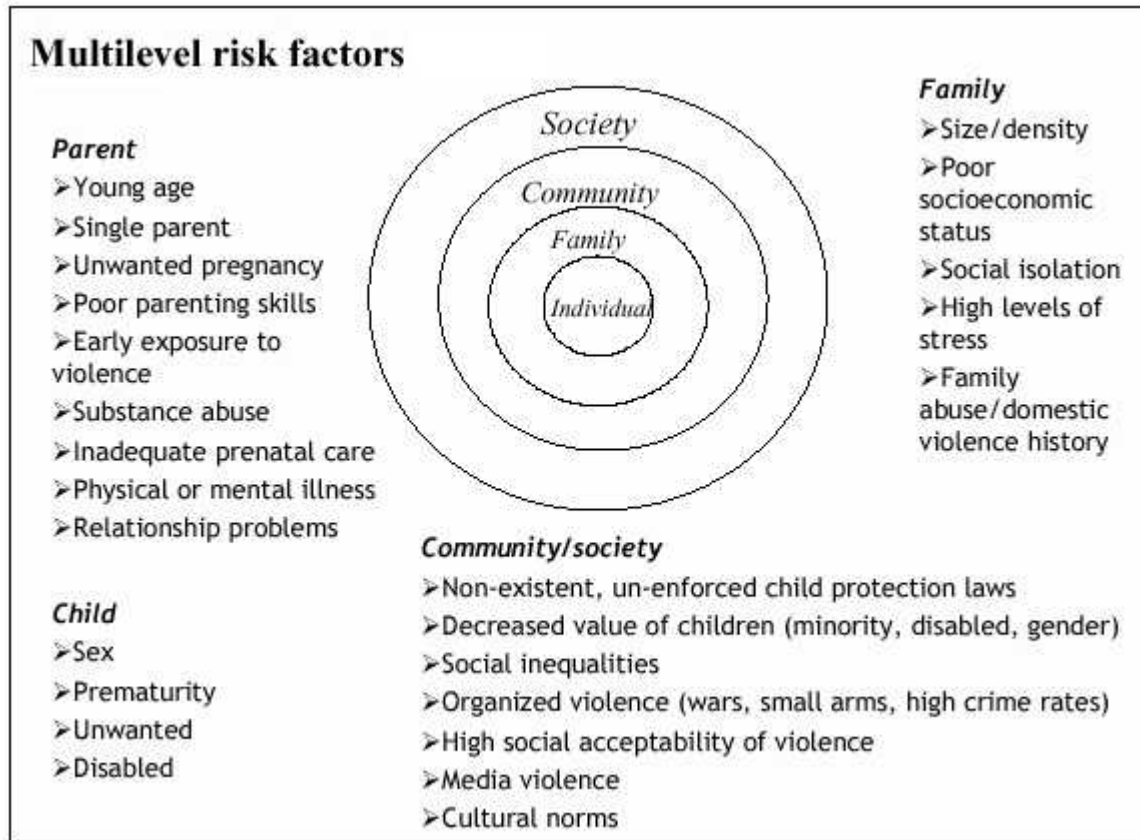 Multilevel risk factors
Parent
➢Young age
➢Single parent
➢Unwanted pregnancy
➢Poor parenting skills
➢Early exposure to
violence
➢Substance abuse
➢Inadequate prenatal care
➢Physical or mental illness
➢Relationship problems
Child
➢Sex
➢Prematurity
➢Unwanted
➢Disabled
Society
Community
Family
Individual
Family
➢Size/density
➢Poor
socioeconomic
status
➢Social isolation
➢High levels of
stress
➢Family
abuse/domestic
violence history
Community/society
➢Non-existent, un-enforced child protection laws
➢Decreased value of children (minority, disabled, gender)
➢Social inequalities
➢Organized violence (wars, small arms, high crime rates)
➢High social acceptability of violence
➢Media violence
➢Cultural norms